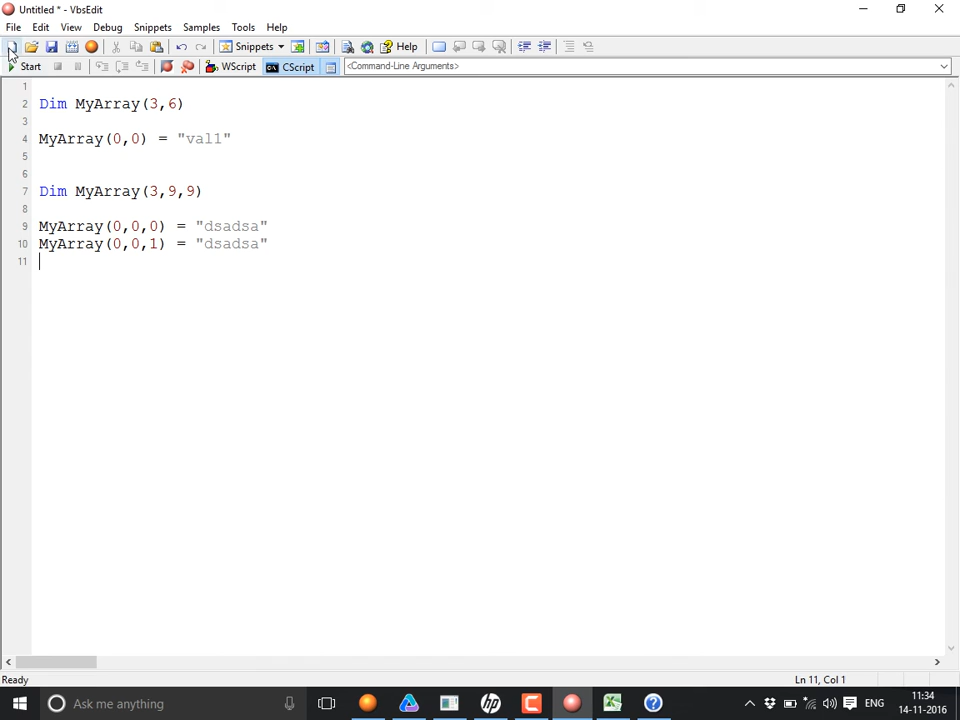 Untitled * - VbsEdit
File Edit View Debug Snippets Samples Tools Help
Snippets Help
Start WScript CScript <Command-Line Arguments>
1
2 Dim MyArray(3,6)
3
4 MyArray(0,0) = "val1"
5
6
7 Dim MyArray(3,9,9)
8
9 MyArray(0,0,0) = "dsadsa"
10 MyArray(0,0,1) = "dsadsa"
11
Ready Ln 11, Col 1
Ask me anything
ENG
11:34
14-11-2016